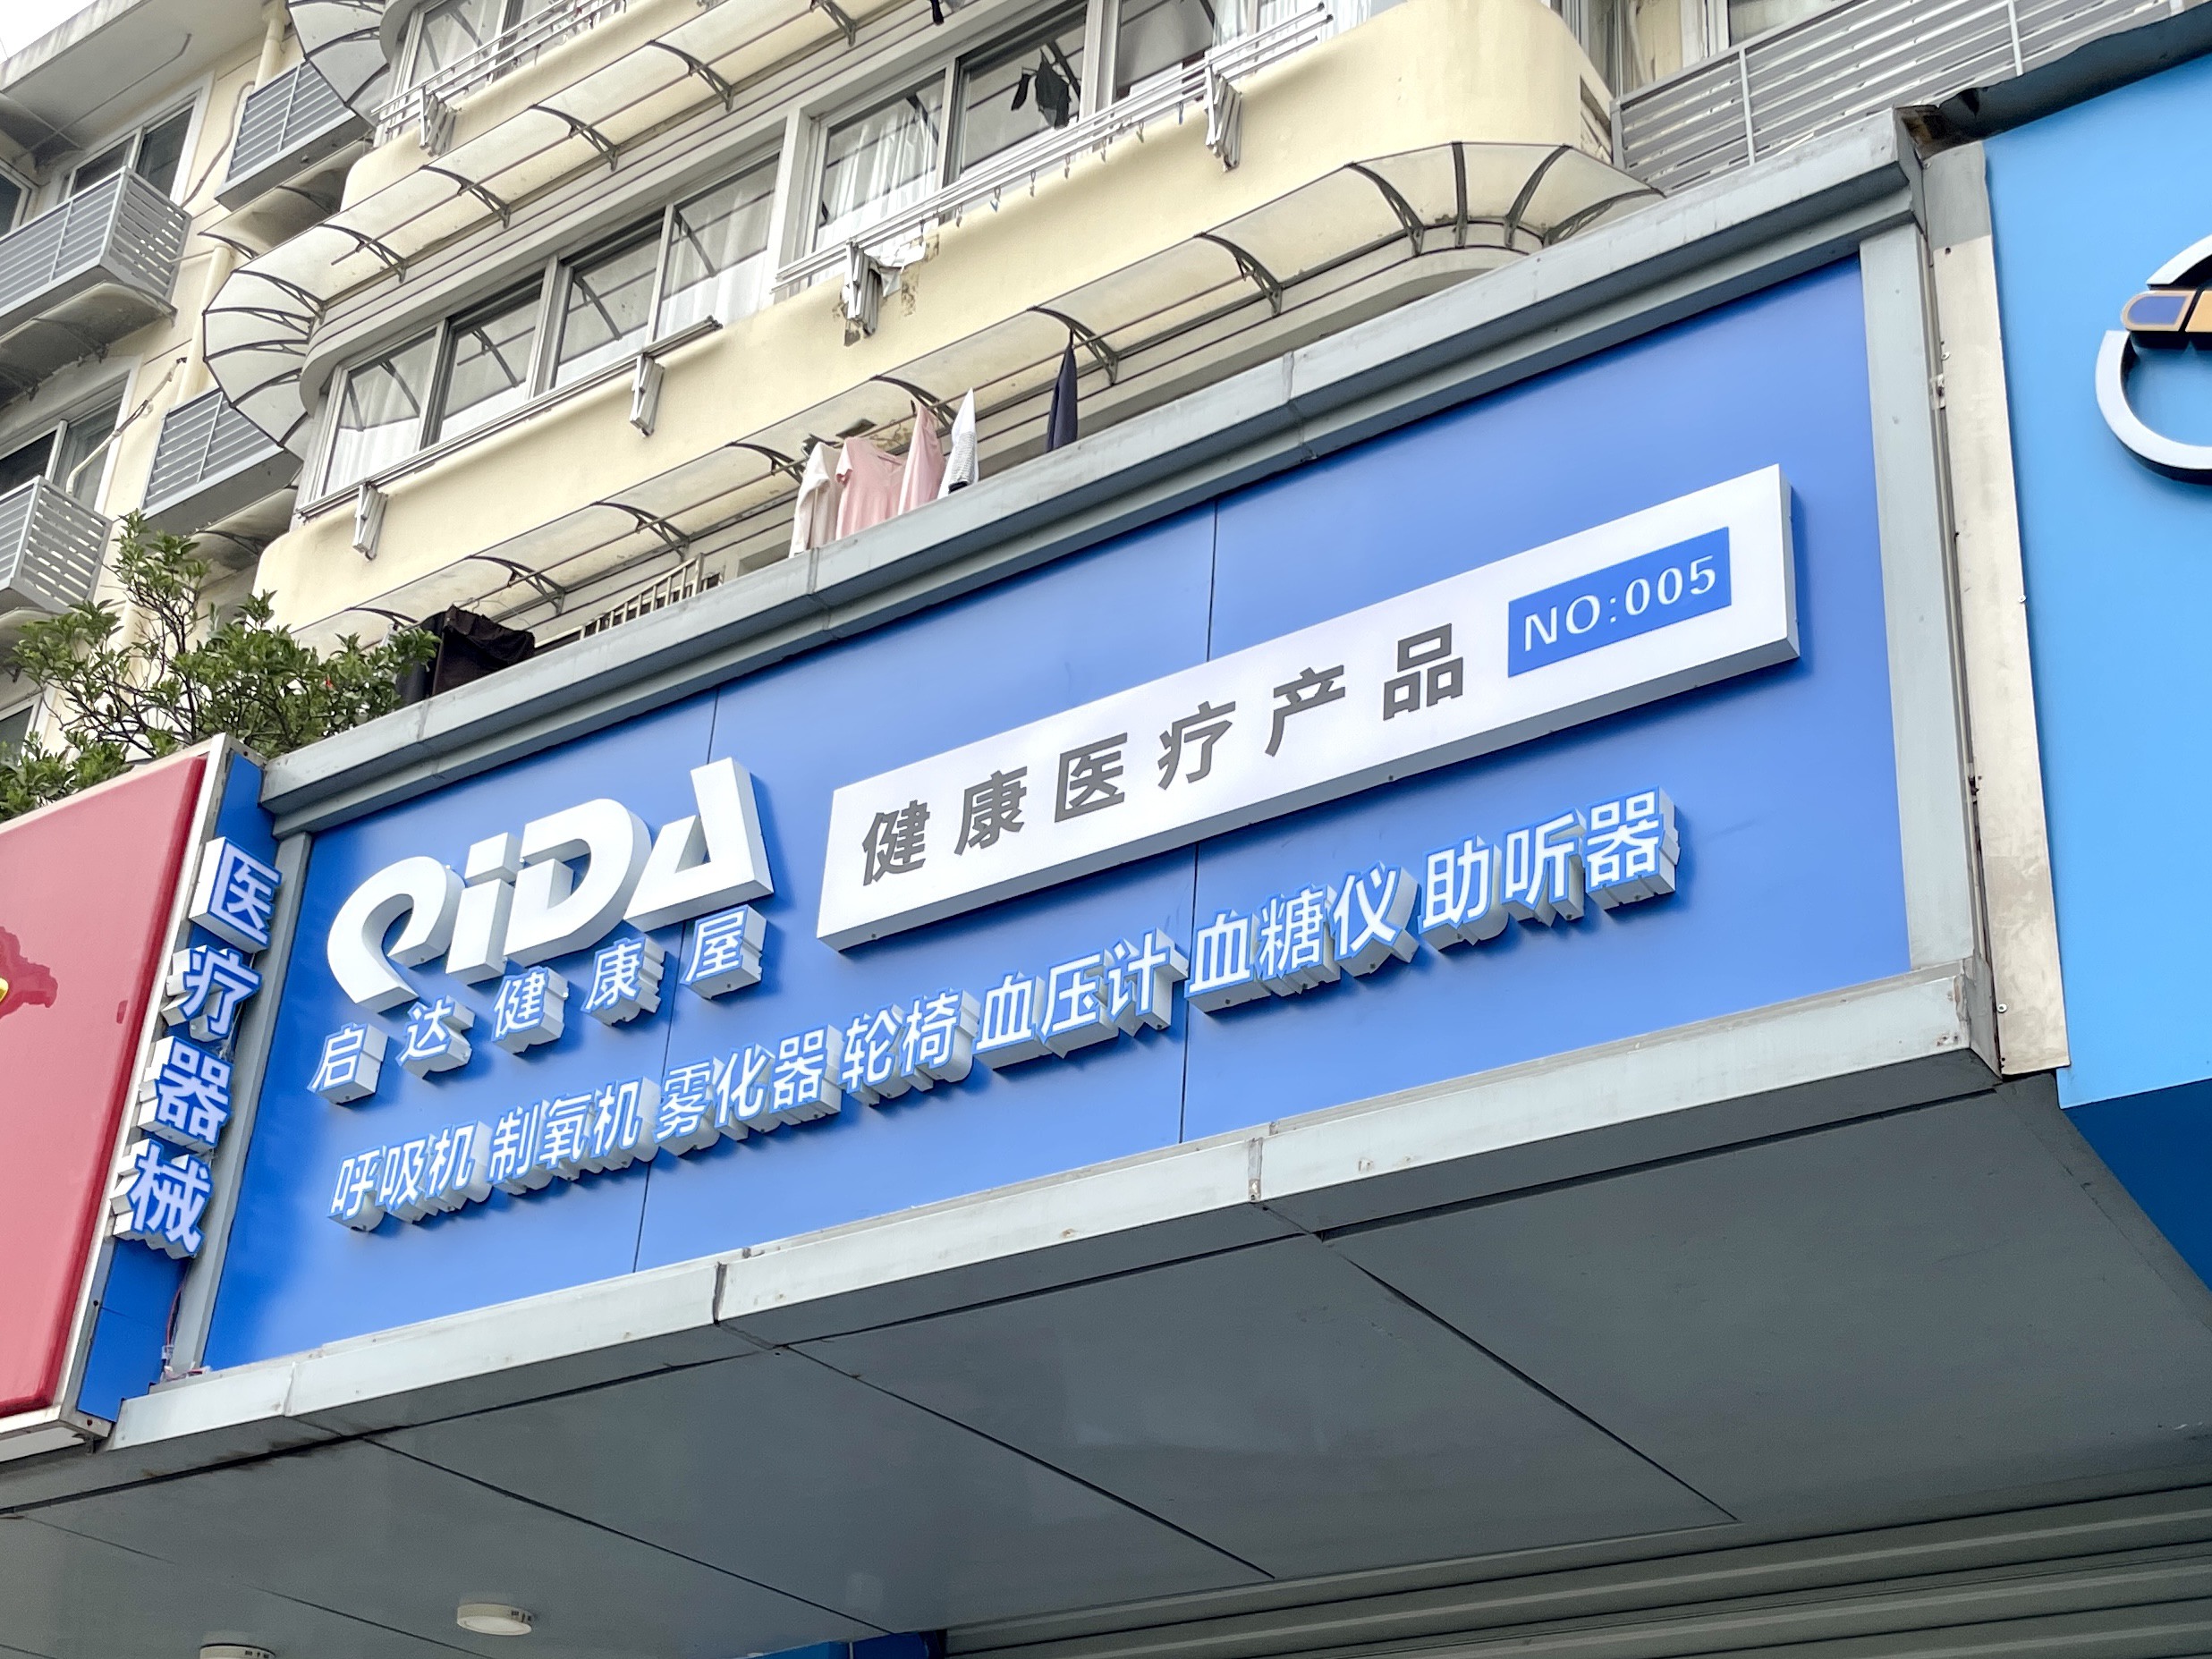 医疗器械
QiDA
启达健康屋
健康医疗产品 NO:005
呼吸机 制氧机 雾化器 轮椅 血压计 血糖仪 助听器